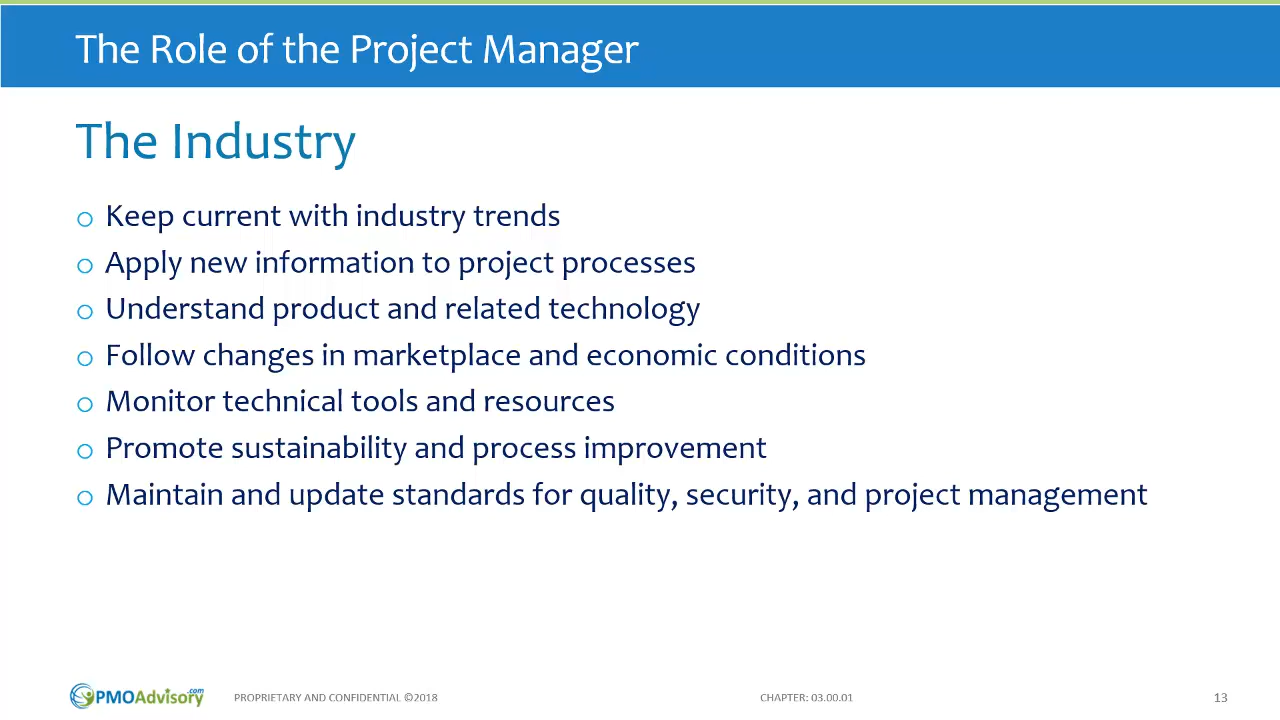 The Role of the Project Manager
The Industry
o Keep current with industry trends
o Apply new information to project processes
o Understand product and related technology
o Follow changes in marketplace and economic conditions
o Monitor technical tools and resources
o Promote sustainability and process improvement
o Maintain and update standards for quality, security, and project management
PMOAdvisory.com PROPRIETARY AND CONFIDENTIAL ©2018 CHAPTER: 03.00.01 13